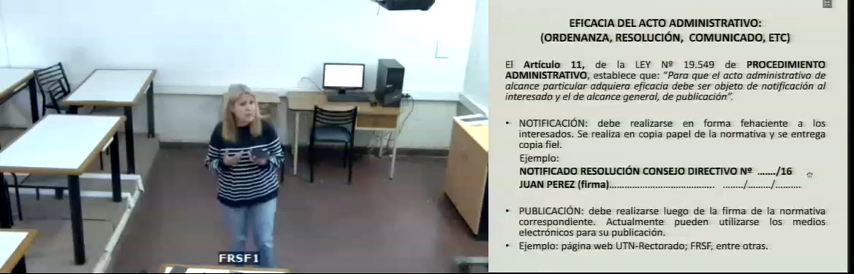 EFICACIA DEL ACTO ADMINISTRATIVO:
(ORDENANZA, RESOLUCIÓN, COMUNICADO, ETC)
El Artículo 11, de la LEY Nº 19.549 de PROCEDIMIENTO
ADMINISTRATIVO, establece que: “Para que el acto administrativo de
alcance particular adquiera eficacia debe ser objeto de notificación al
interesado y el de alcance general, de publicación”.
• NOTIFICACIÓN: debe realizarse en forma fehaciente a los
interesados. Se realiza en copia papel de la normativa y se entrega
copia fiel.
Ejemplo:
NOTIFICADO RESOLUCIÓN CONSEJO DIRECTIVO Nº ....../16
JUAN PEREZ (firma)........................................ ......../........./...........
• PUBLICACIÓN: debe realizarse luego de la firma de la normativa
correspondiente. Actualmente pueden utilizarse los medios
electrónicos para su publicación.
• Ejemplo: página web UTN-Rectorado; FRSF, entre otras.
FRSF1